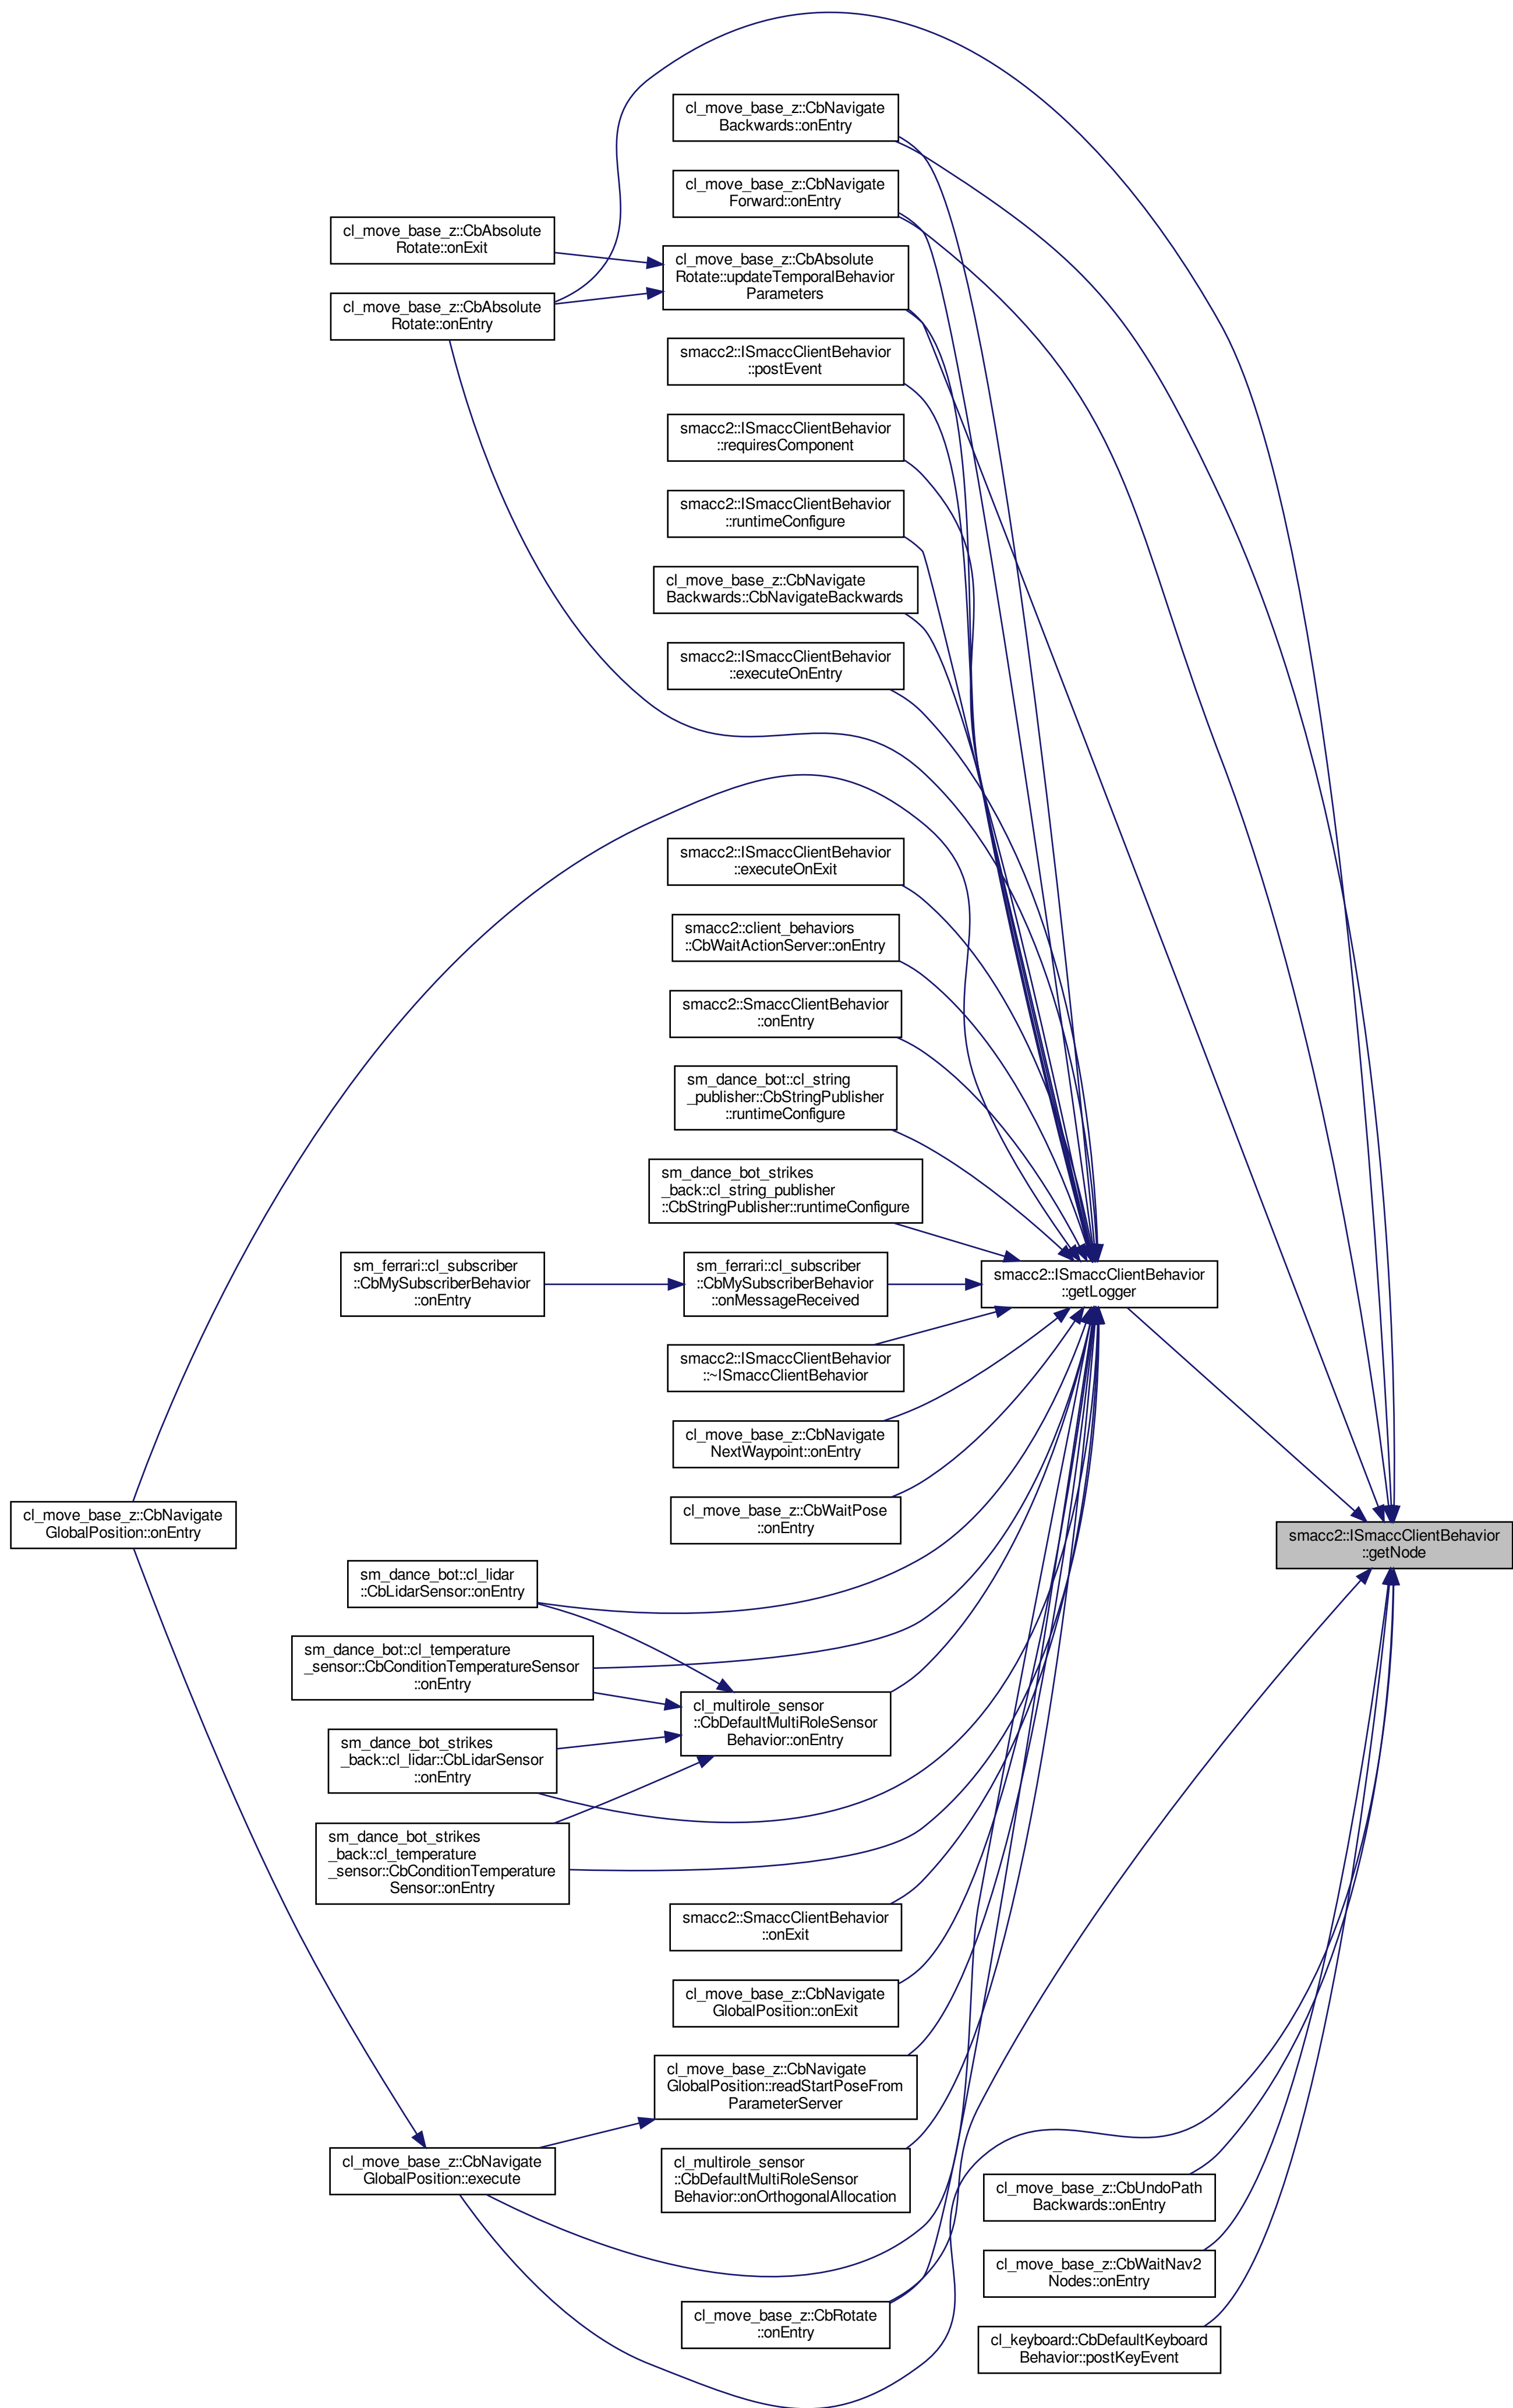 cl_move_base_z::CbNavigate
Backwards::onEntry
cl_move_base_z::CbNavigate
Forward::onEntry
cl_move_base_z::CbAbsolute
Rotate::onExit
cl_move_base_z::CbAbsolute
Rotate::updateTemporalBehavior
Parameters
cl_move_base_z::CbAbsolute
Rotate::onEntry
smacc2::ISmaccClientBehavior
::postEvent
smacc2::ISmaccClientBehavior
::requiresComponent
smacc2::ISmaccClientBehavior
::runtimeConfigure
cl_move_base_z::CbNavigate
Backwards::CbNavigateBackwards
smacc2::ISmaccClientBehavior
::executeOnEntry
smacc2::ISmaccClientBehavior
::executeOnExit
smacc2::client_behaviors
::CbWaitActionServer::onEntry
smacc2::SmaccClientBehavior
::onEntry
sm_dance_bot::cl_string
_publisher::CbStringPublisher
::runtimeConfigure
sm_dance_bot_strikes
_back::cl_string_publisher
::CbStringPublisher::runtimeConfigure
sm_ferrari::cl_subscriber
::CbMySubscriberBehavior
::onEntry
sm_ferrari::cl_subscriber
::CbMySubscriberBehavior
::onMessageReceived
smacc2::ISmaccClientBehavior
::getLogger
smacc2::ISmaccClientBehavior
::~ISmaccClientBehavior
cl_move_base_z::CbNavigate
NextWaypoint::onEntry
cl_move_base_z::CbWaitPose
::onEntry
cl_move_base_z::CbNavigate
GlobalPosition::onEntry
smacc2::ISmaccClientBehavior
::getNode
sm_dance_bot::cl_lidar
::CbLidarSensor::onEntry
sm_dance_bot::cl_temperature
_sensor::CbConditionTemperatureSensor
::onEntry
cl_multirole_sensor
::CbDefaultMultiRoleSensor
Behavior::onEntry
sm_dance_bot_strikes
_back::cl_lidar::CbLidarSensor
::onEntry
sm_dance_bot_strikes
_back::cl_temperature
_sensor::CbConditionTemperature
Sensor::onEntry
smacc2::SmaccClientBehavior
::onExit
cl_move_base_z::CbNavigate
GlobalPosition::onExit
cl_move_base_z::CbNavigate
GlobalPosition::readStartPoseFrom
ParameterServer
cl_move_base_z::CbNavigate
GlobalPosition::execute
cl_multirole_sensor
::CbDefaultMultiRoleSensor
Behavior::onOrthogonalAllocation
cl_move_base_z::CbUndoPath
Backwards::onEntry
cl_move_base_z::CbWaitNav2
Nodes::onEntry
cl_move_base_z::CbRotate
::onEntry
cl_keyboard::CbDefaultKeyboard
Behavior::postKeyEvent